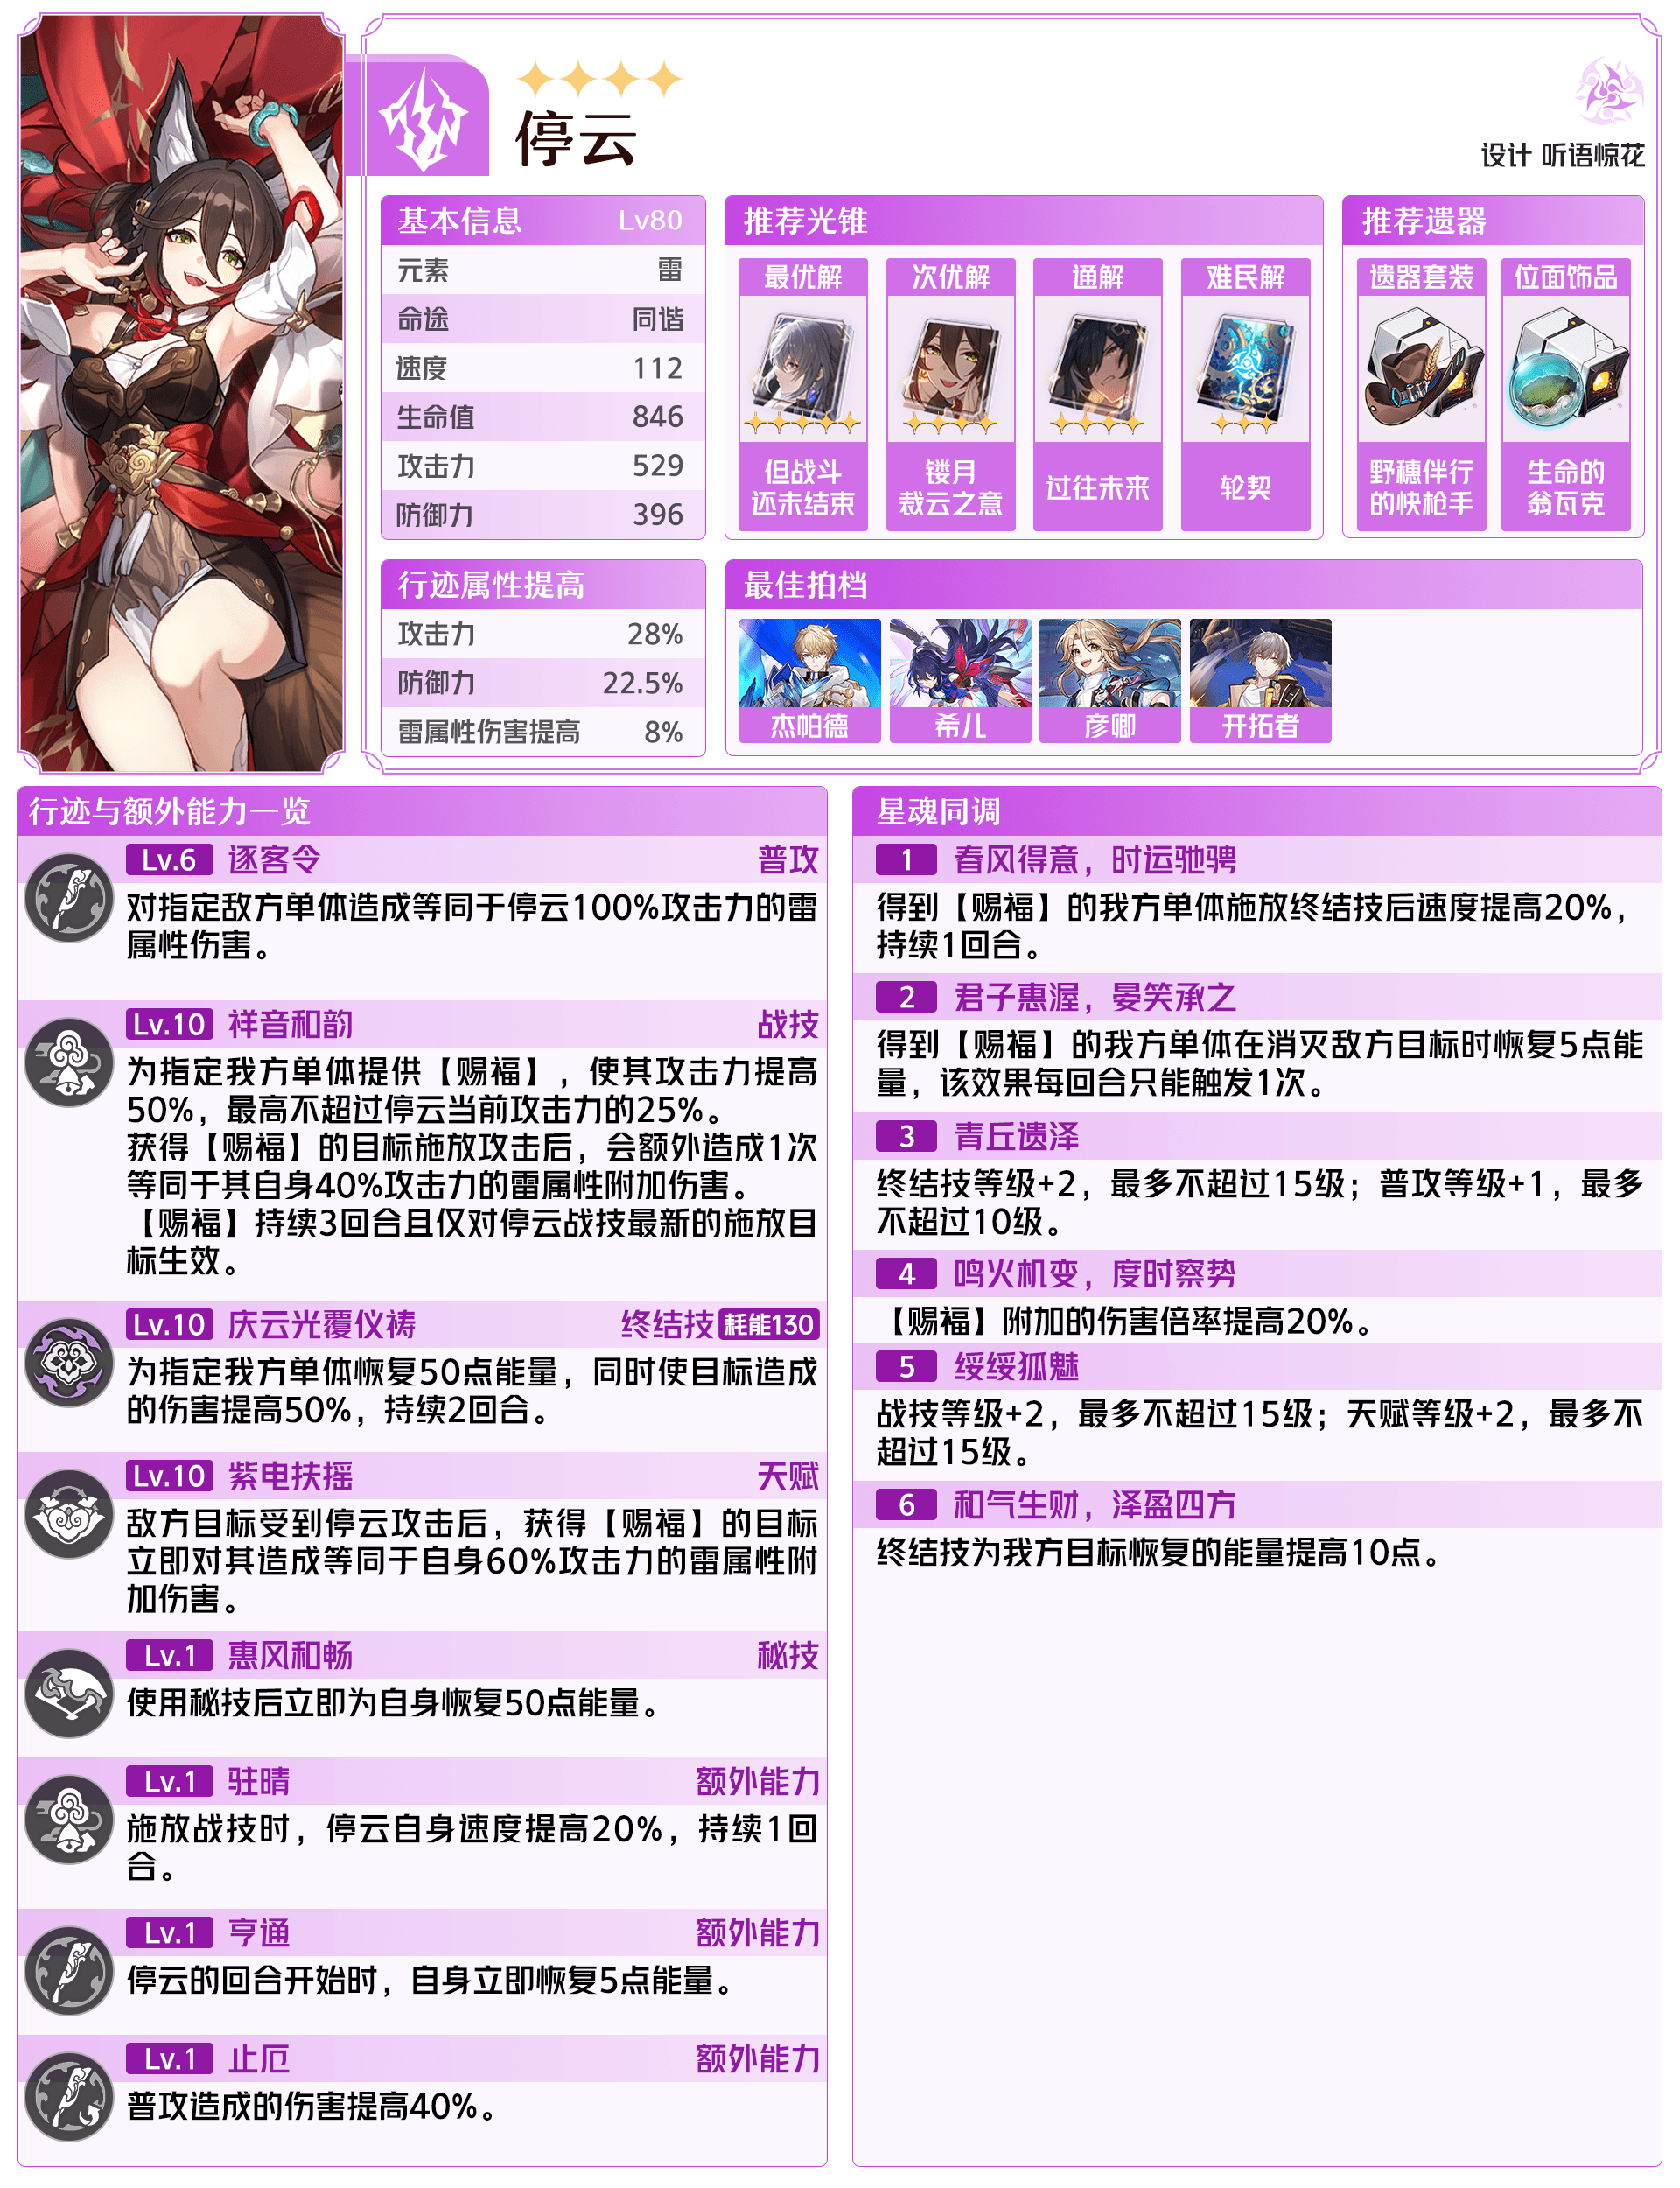 停云
设计 听语惊花
基本信息 Lv80
元素 雷
命途 同谐
速度 112
生命值 846
攻击力 529
防御力 396
推荐光锥
最优解 次优解 通解 难民解
但战斗
还未结束
镂月
裁云之意
过往未来
轮契
推荐遗器
遗器套装 位面饰品
野穗伴行
的快枪手
生命的
翁瓦克
行迹属性提高
攻击力 28%
防御力 22.5%
雷属性伤害提高 8%
最佳拍档
杰帕德 希儿 彦卿 开拓者
行迹与额外能力一览
Lv.6 逐客令 普攻
对指定敌方单体造成等同于停云100%攻击力的雷
属性伤害。
Lv.10 祥音和韵 战技
为指定我方单体提供【赐福】，使其攻击力提高
50%，最高不超过停云当前攻击力的25%。
获得【赐福】的目标施放攻击后，会额外造成1次
等同于其自身40%攻击力的雷属性附加伤害。
【赐福】持续3回合且仅对停云战技最新的施放目
标生效。
Lv.10 庆云光覆仪祷 终结技 耗能130
为指定我方单体恢复50点能量，同时使目标造成
的伤害提高50%，持续2回合。
Lv.10 紫电扶摇 天赋
敌方目标受到停云攻击后，获得【赐福】的目标
立即对其造成等同于自身60%攻击力的雷属性附
加伤害。
Lv.1 惠风和畅 秘技
使用秘技后立即为自身恢复50点能量。
Lv.1 驻晴 额外能力
施放战技时，停云自身速度提高20%，持续1回
合。
Lv.1 亨通 额外能力
停云的回合开始时，自身立即恢复5点能量。
Lv.1 止厄 额外能力
普攻造成的伤害提高40%。
星魂同调
1 春风得意，时运驰骋
得到【赐福】的我方单体施放终结技后速度提高20%，
持续1回合。
2 君子惠渥，晏笑承之
得到【赐福】的我方单体在消灭敌方目标时恢复5点能
量，该效果每回合只能触发1次。
3 青丘遗泽
终结技等级+2，最多不超过15级；普攻等级+1，最多
不超过10级。
4 鸣火机变，度时察势
【赐福】附加的伤害倍率提高20%。
5 绥绥狐魅
战技等级+2，最多不超过15级；天赋等级+2，最多不
超过15级。
6 和气生财，泽盈四方
终结技为我方目标恢复的能量提高10点。